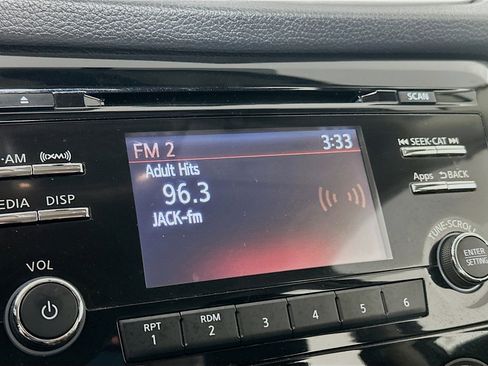 SCAN
FM 2 3:33
·AM ((XM))
SEEK·CAT
Adult Hits
96.3
JACK-fm
Apps BACK
EDIA DISP
TUNE·SCROLL
ENTER
SETTING
VOL
RPT
1
RDM
2
3
4
5
6